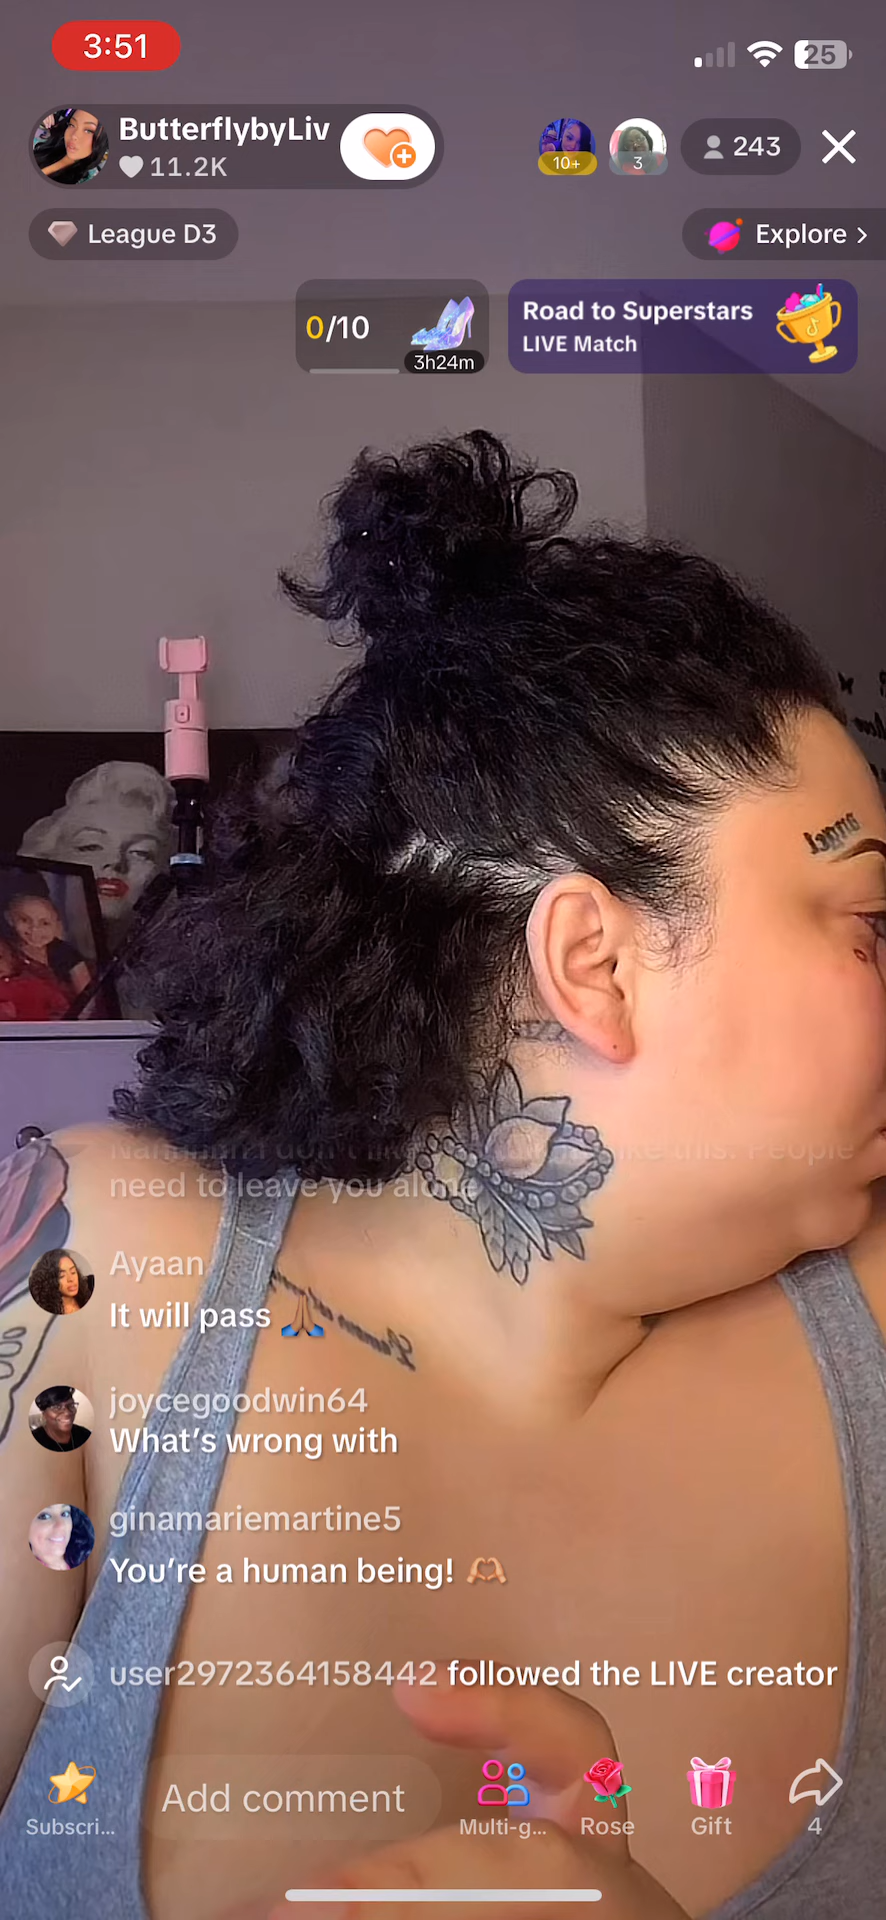 3:51
25
ButterflybyLiv
11.2K
10+
3
243
League D3
Explore >
0/10
3h24m
Road to Superstars
LIVE Match
need to leave you alone
Ayaan
It will pass 🙏🏽
joycegoodwin64
What's wrong with
ginamariemartine5
You're a human being! 🫶🏼
user2972364158442 followed the LIVE creator
Subscri...
Add comment
Multi-g...
Rose
Gift
4